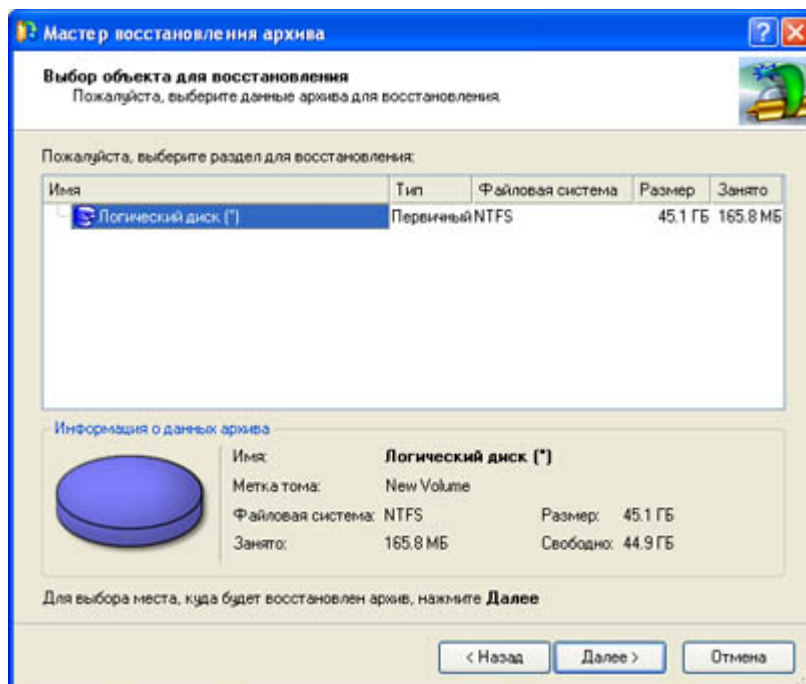 Мастер восстановления архива
Выбор объекта для восстановления
Пожалуйста, выберите данные архива для восстановления.
Пожалуйста, выберите раздел для восстановления:
Имя Тип Файловая система Размер Занято
Логический диск (*) Первичный NTFS 45.1 ГБ 165.8 МБ
Информация о данных архива
Имя: Логический диск (*)
Метка тома: New Volume
Файловая система: NTFS Размер: 45.1 ГБ
Занято: 165.8 МБ Свободно: 44.9 ГБ
Для выбора места, куда будет восстановлен архив, нажмите Далее
< Назад Далее > Отмена